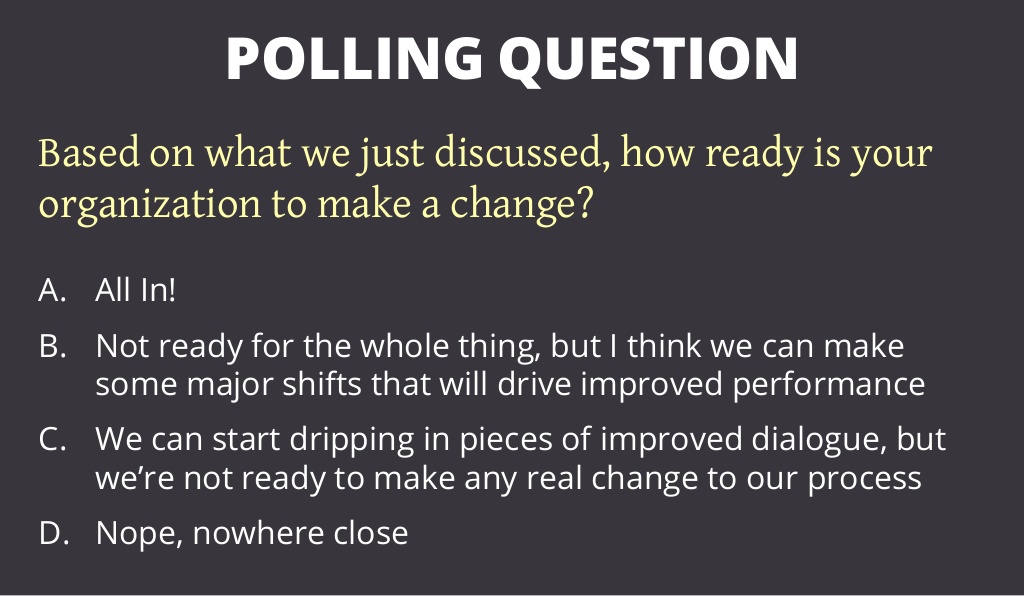 POLLING QUESTION
Based on what we just discussed, how ready is your
organization to make a change?
A. All In!
B. Not ready for the whole thing, but I think we can make
some major shifts that will drive improved performance
C. We can start dripping in pieces of improved dialogue, but
we’re not ready to make any real change to our process
D. Nope, nowhere close